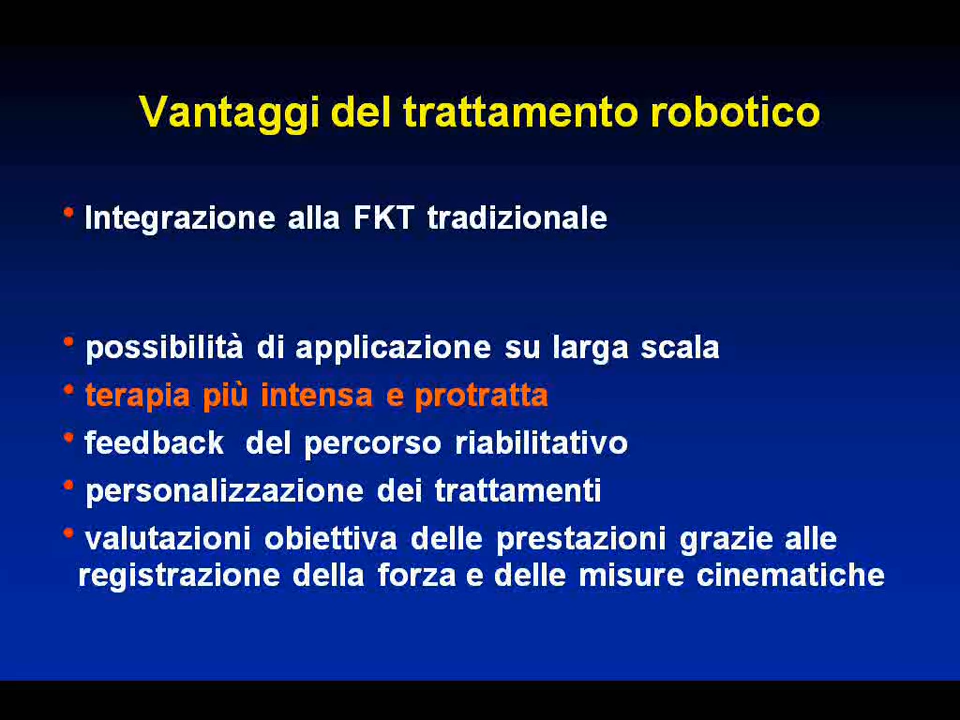 Vantaggi del trattamento robotico
• Integrazione alla FKT tradizionale
• possibilità di applicazione su larga scala
• terapia più intensa e protratta
• feedback del percorso riabilitativo
• personalizzazione dei trattamenti
• valutazioni obiettiva delle prestazioni grazie alle
registrazione della forza e delle misure cinematiche